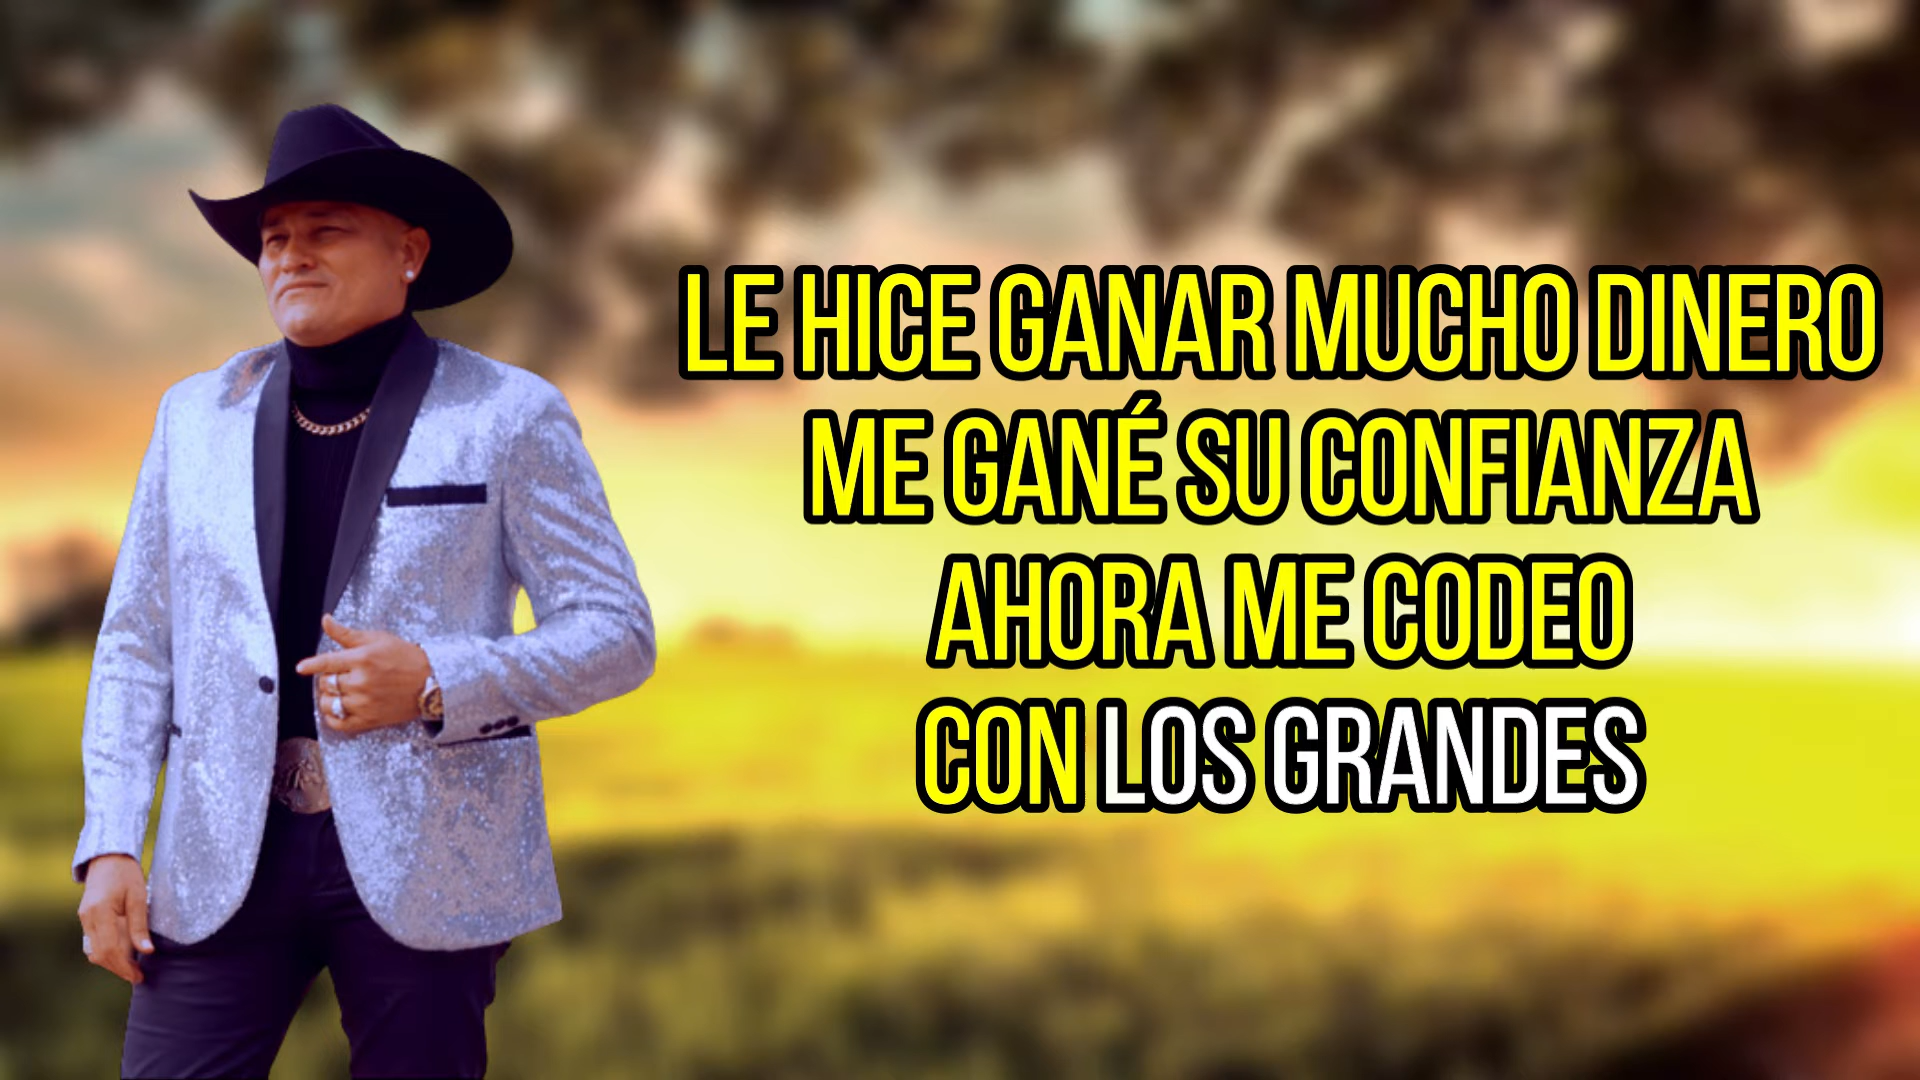 LE HICE GANAR MUCHO DINERO
ME GANÉ SU CONFIANZA
AHORA ME CODEO
CON LOS GRANDES